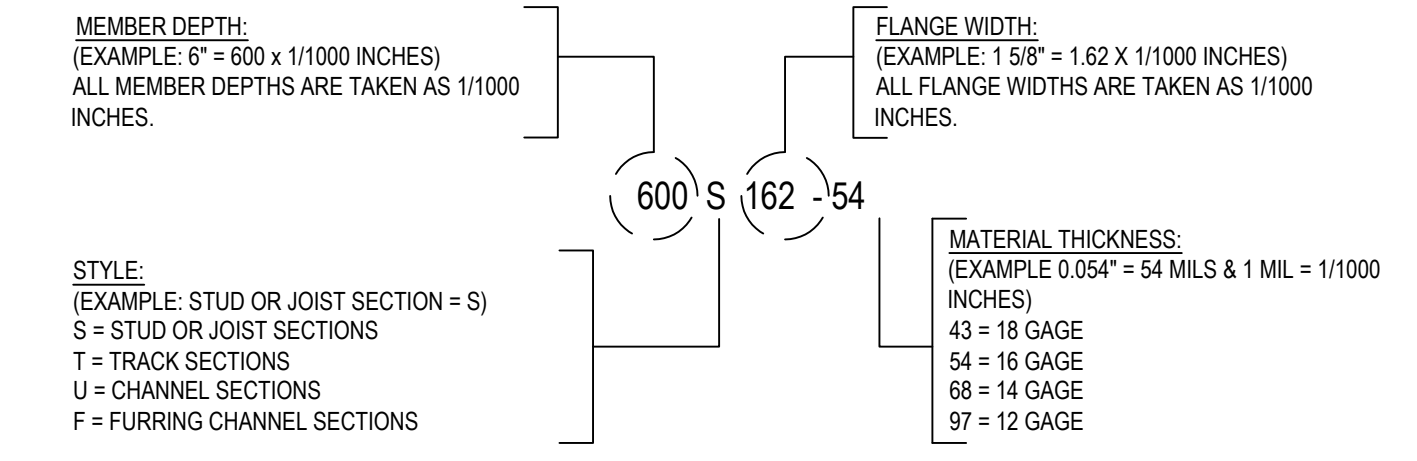 MEMBER DEPTH:
(EXAMPLE: 6" = 600 x 1/1000 INCHES)
ALL MEMBER DEPTHS ARE TAKEN AS 1/1000
INCHES.
FLANGE WIDTH:
(EXAMPLE: 1 5/8" = 1.62 X 1/1000 INCHES)
ALL FLANGE WIDTHS ARE TAKEN AS 1/1000
INCHES.
600 S 162 - 54
STYLE:
(EXAMPLE: STUD OR JOIST SECTION = S)
S = STUD OR JOIST SECTIONS
T = TRACK SECTIONS
U = CHANNEL SECTIONS
F = FURRING CHANNEL SECTIONS
MATERIAL THICKNESS:
(EXAMPLE 0.054" = 54 MILS & 1 MIL = 1/1000
INCHES)
43 = 18 GAGE
54 = 16 GAGE
68 = 14 GAGE
97 = 12 GAGE